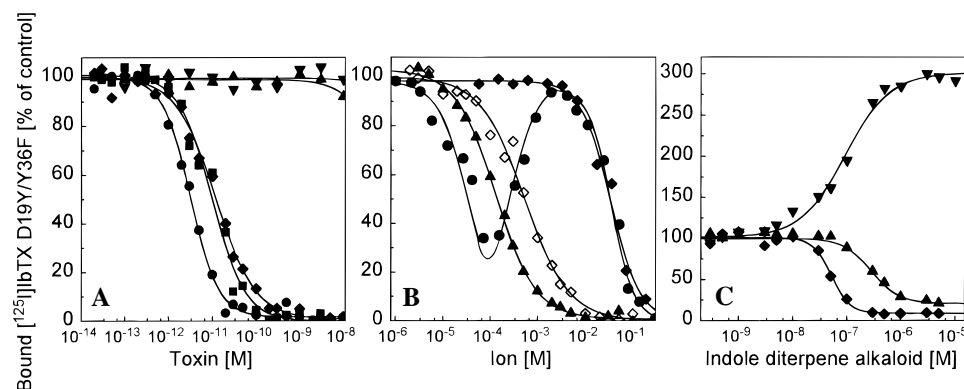 Bound [¹²⁵I]IbTX D19Y/Y36F [% of control]
100
80
60
40
20
0
A
10⁻¹⁴ 10⁻¹³ 10⁻¹² 10⁻¹¹ 10⁻¹⁰ 10⁻⁹ 10⁻⁸
Toxin [M]
100
80
60
40
20
0
B
10⁻⁶ 10⁻⁵ 10⁻⁴ 10⁻³ 10⁻² 10⁻¹
Ion [M]
300
250
200
150
100
50
0
C
10⁻⁹ 10⁻⁸ 10⁻⁷ 10⁻⁶ 10⁻⁵
Indole diterpene alkaloid [M]